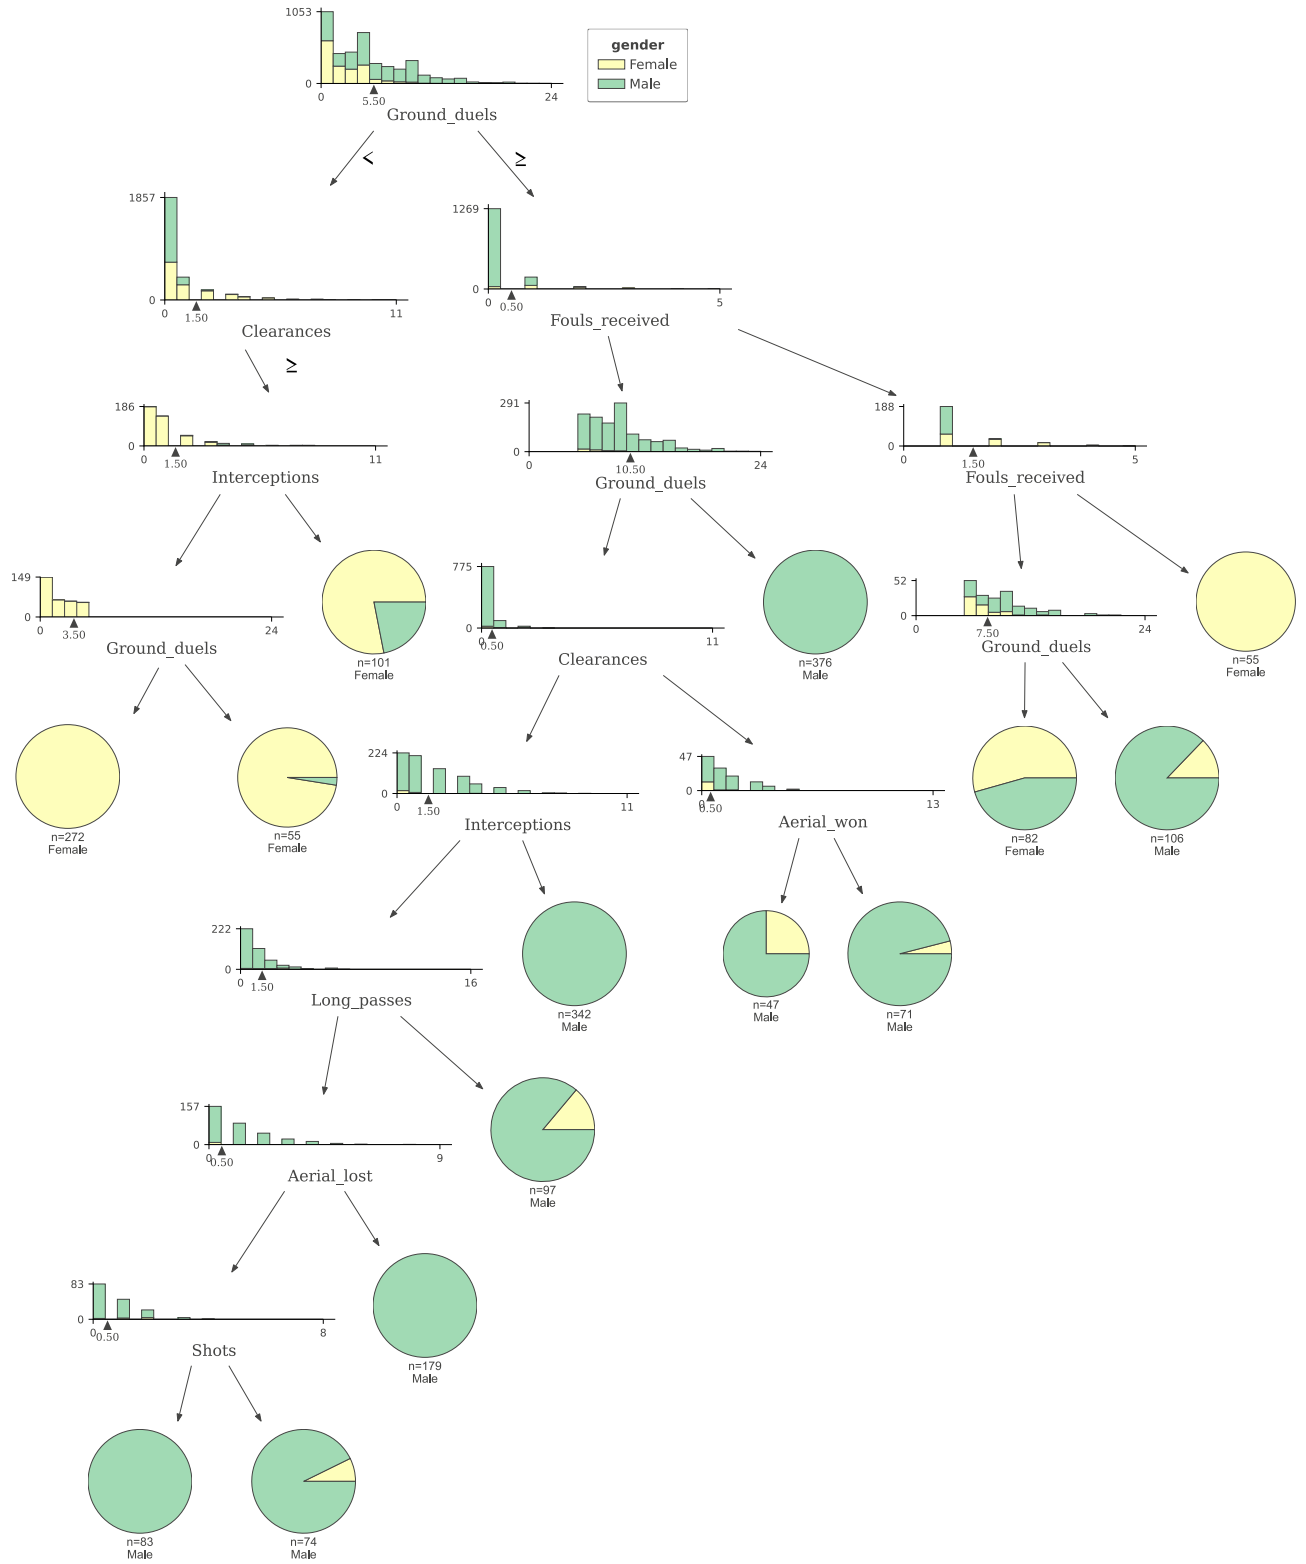 1053
0
0
5.50
24
Ground_duels
gender
Female
Male
<
≥
1857
0
0
1.50
11
Clearances
1269
0
0
0.50
5
Fouls_received
≥
186
0
0
1.50
11
Interceptions
291
0
0
10.50
24
Ground_duels
188
0
0
1.50
5
Fouls_received
149
0
0
3.50
24
Ground_duels
n=101
Female
775
0
0
0.50
11
Clearances
n=376
Male
52
0
0
7.50
24
Ground_duels
n=55
Female
n=272
Female
n=55
Female
224
0
0
1.50
11
Interceptions
47
0
0
0.50
13
Aerial_won
n=82
Female
n=106
Male
222
0
0
1.50
16
Long_passes
n=342
Male
n=47
Male
n=71
Male
157
0
0
0.50
9
Aerial_lost
n=97
Male
83
0
0
0.50
8
Shots
n=179
Male
n=83
Male
n=74
Male